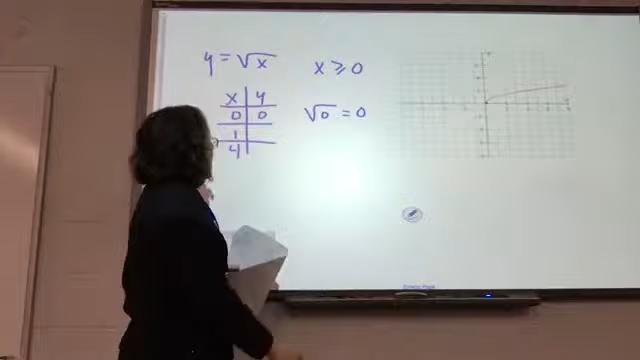 y = √x x ≥ 0
x y
0 0 √0 = 0
1
4